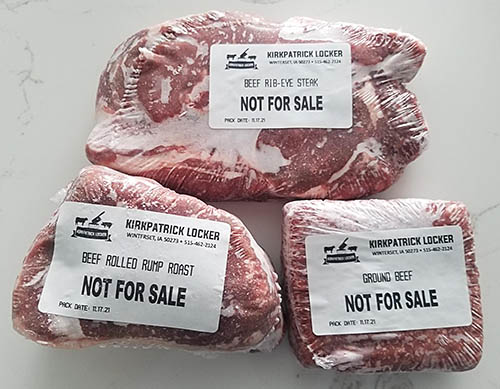 KIRKPATRICK LOCKER
WINTERSET, IA 50273 • 515-462-2124
BEEF RIB-EYE STEAK
NOT FOR SALE
PACK DATE: 11.17.21
KIRKPATRICK LOCKER
WINTERSET, IA 50273 • 515-462-2124
BEEF ROLLED RUMP ROAST
NOT FOR SALE
PACK DATE: 11.17.21
KIRKPATRICK LOCKER
WINTERSET, IA 50273 • 515-462-2124
GROUND BEEF
NOT FOR SALE
PACK DATE: 11.17.21